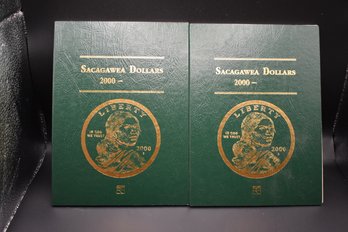 SACAGAWEA DOLLARS
2000 –
LIBERTY
IN GOD
WE TRUST
2000
SACAGAWEA DOLLARS
2000 –
LIBERTY
IN GOD
WE TRUST
2000